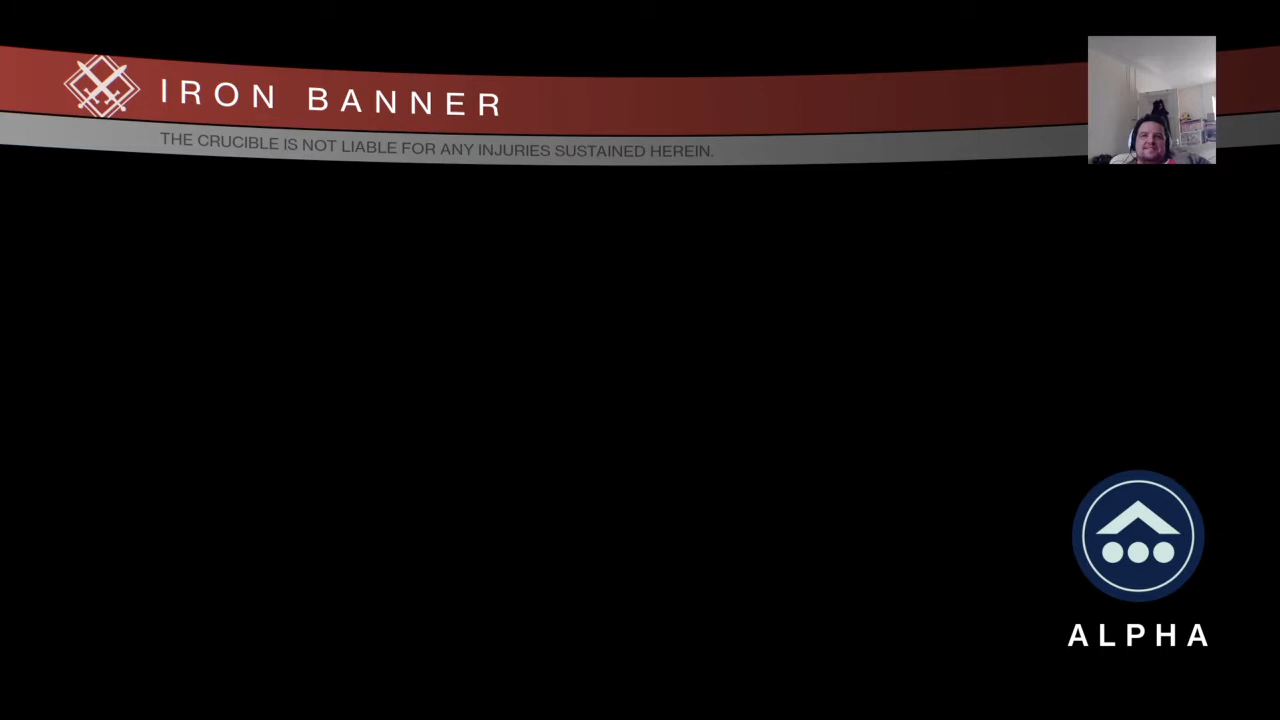 IRON BANNER
THE CRUCIBLE IS NOT LIABLE FOR ANY INJURIES SUSTAINED HEREIN.
ALPHA